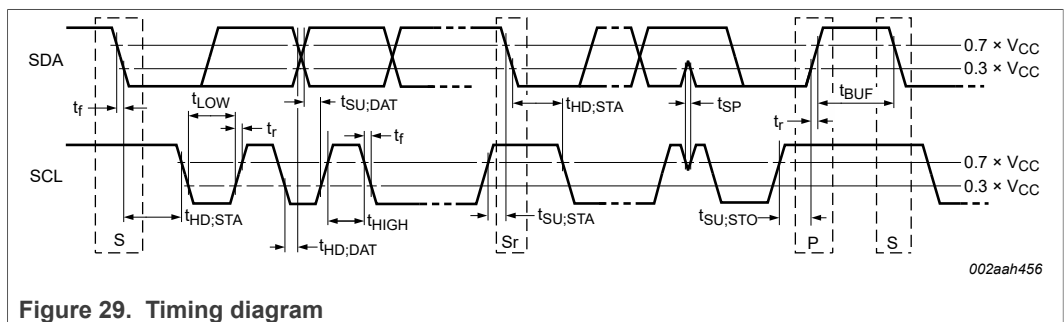 SDA
0.7 × VCC
0.3 × VCC
tf
tLOW
tr
tSU;DAT
tf
tHD;STA
tSP
tr
tBUF
SCL
0.7 × VCC
0.3 × VCC
tHD;STA
tHD;DAT
tHIGH
tSU;STA
tSU;STO
S
Sr
P
S
002aah456
Figure 29. Timing diagram